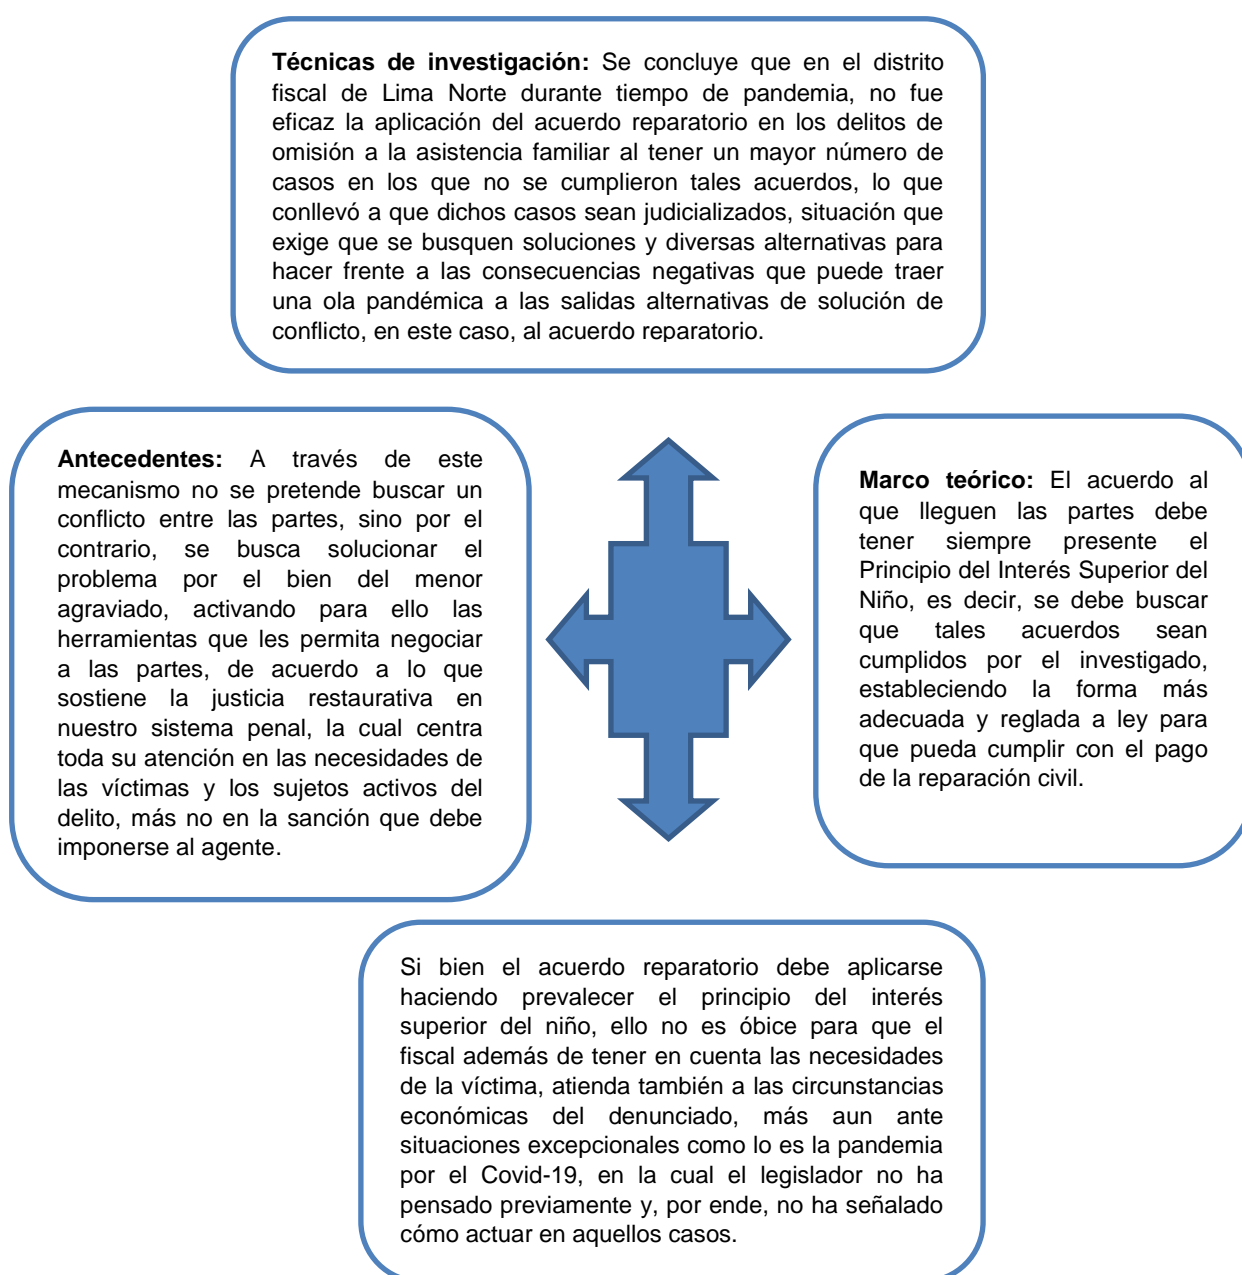 Técnicas de investigación: Se concluye que en el distrito
fiscal de Lima Norte durante tiempo de pandemia, no fue
eficaz la aplicación del acuerdo reparatorio en los delitos de
omisión a la asistencia familiar al tener un mayor número de
casos en los que no se cumplieron tales acuerdos, lo que
conllevó a que dichos casos sean judicializados, situación que
exige que se busquen soluciones y diversas alternativas para
hacer frente a las consecuencias negativas que puede traer
una ola pandémica a las salidas alternativas de solución de
conflicto, en este caso, al acuerdo reparatorio.
Antecedentes: A través de este
mecanismo no se pretende buscar un
conflicto entre las partes, sino por el
contrario, se busca solucionar el
problema por el bien del menor
agraviado, activando para ello las
herramientas que les permita negociar
a las partes, de acuerdo a lo que
sostiene la justicia restaurativa en
nuestro sistema penal, la cual centra
toda su atención en las necesidades de
las víctimas y los sujetos activos del
delito, más no en la sanción que debe
imponerse al agente.
Marco teórico: El acuerdo al
que lleguen las partes debe
tener siempre presente el
Principio del Interés Superior del
Niño, es decir, se debe buscar
que tales acuerdos sean
cumplidos por el investigado,
estableciendo la forma más
adecuada y reglada a ley para
que pueda cumplir con el pago
de la reparación civil.
Si bien el acuerdo reparatorio debe aplicarse
haciendo prevalecer el principio del interés
superior del niño, ello no es óbice para que el
fiscal además de tener en cuenta las necesidades
de la víctima, atienda también a las circunstancias
económicas del denunciado, más aun ante
situaciones excepcionales como lo es la pandemia
por el Covid-19, en la cual el legislador no ha
pensado previamente y, por ende, no ha señalado
cómo actuar en aquellos casos.